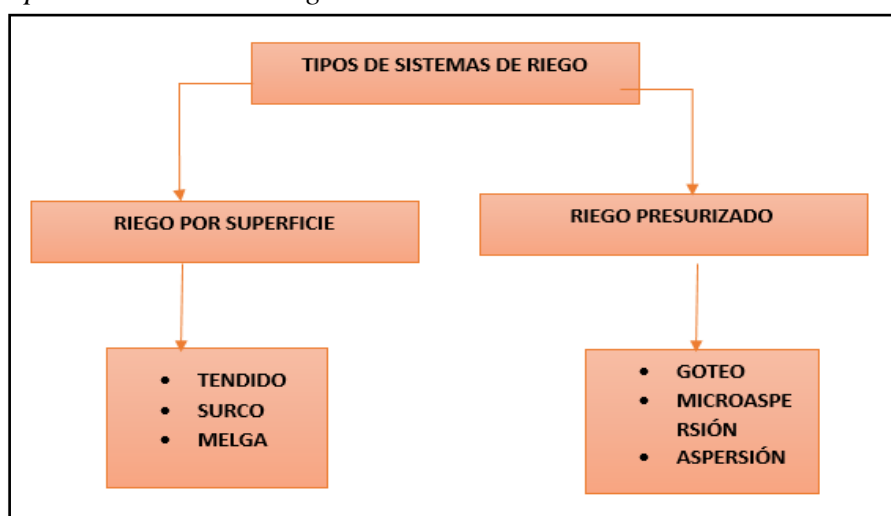 TIPOS DE SISTEMAS DE RIEGO
RIEGO POR SUPERFICIE
RIEGO PRESURIZADO
• TENDIDO
• SURCO
• MELGA
• GOTEO
• MICROASPE
RSIÓN
• ASPERSIÓN